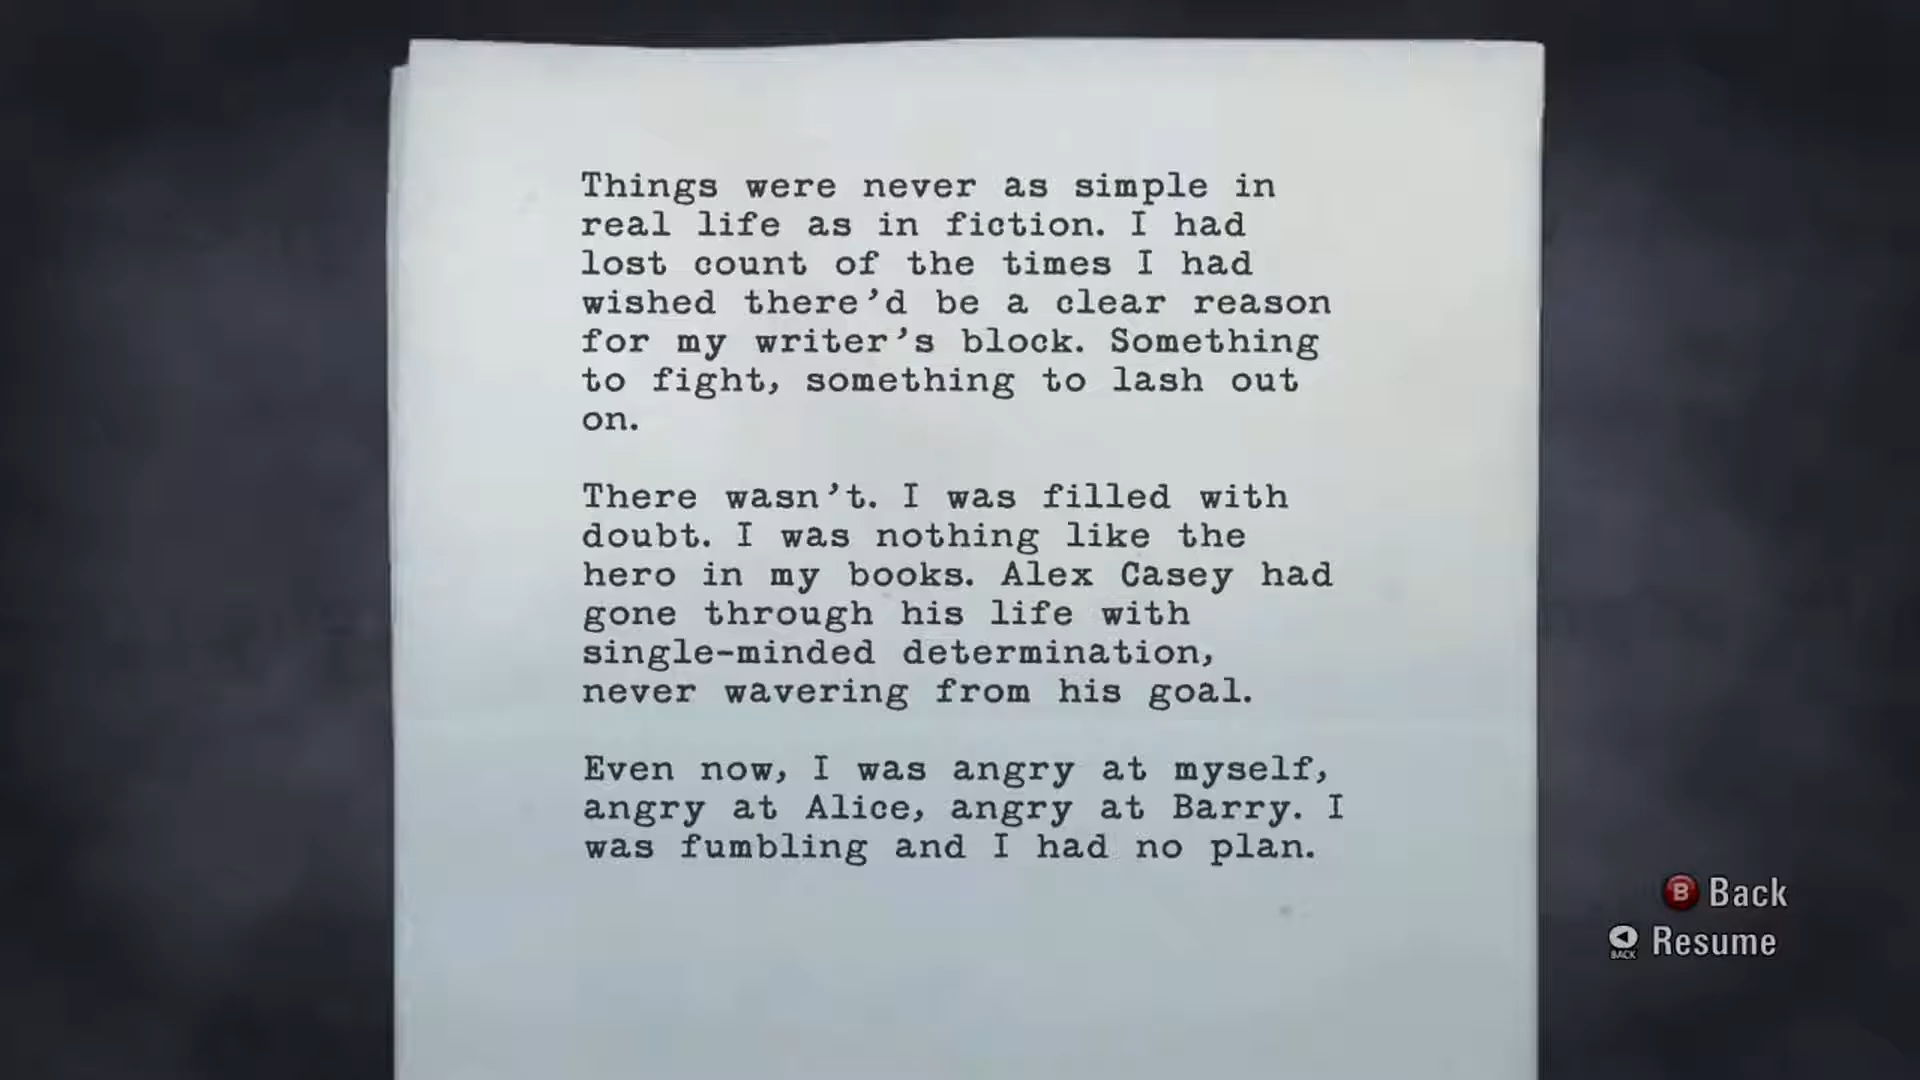 Things were never as simple in
real life as in fiction. I had
lost count of the times I had
wished there’d be a clear reason
for my writer’s block. Something
to fight, something to lash out
on.
There wasn’t. I was filled with
doubt. I was nothing like the
hero in my books. Alex Casey had
gone through his life with
single-minded determination,
never wavering from his goal.
Even now, I was angry at myself,
angry at Alice, angry at Barry. I
was fumbling and I had no plan.
B Back
BACK Resume